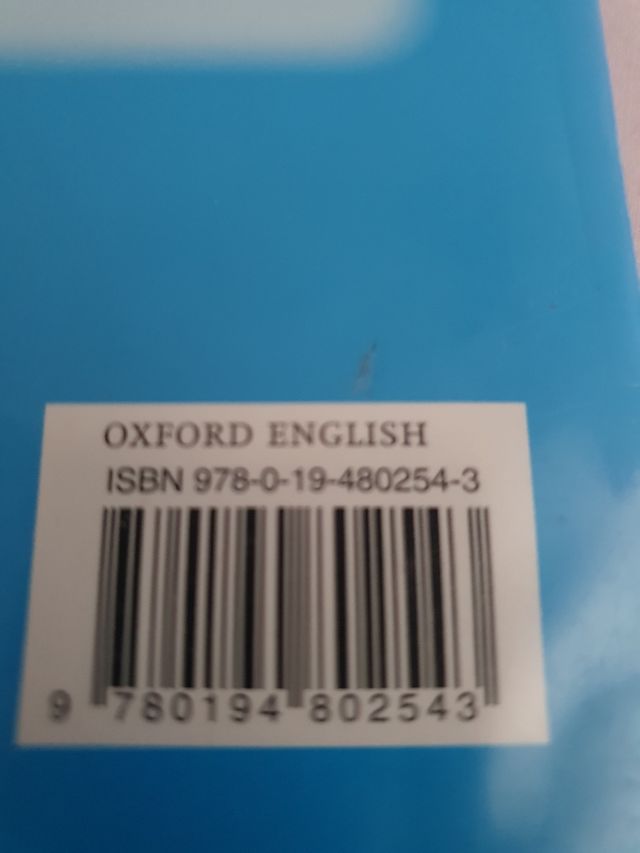 OXFORD ENGLISH
ISBN 978-0-19-480254-3
9 780194 802543